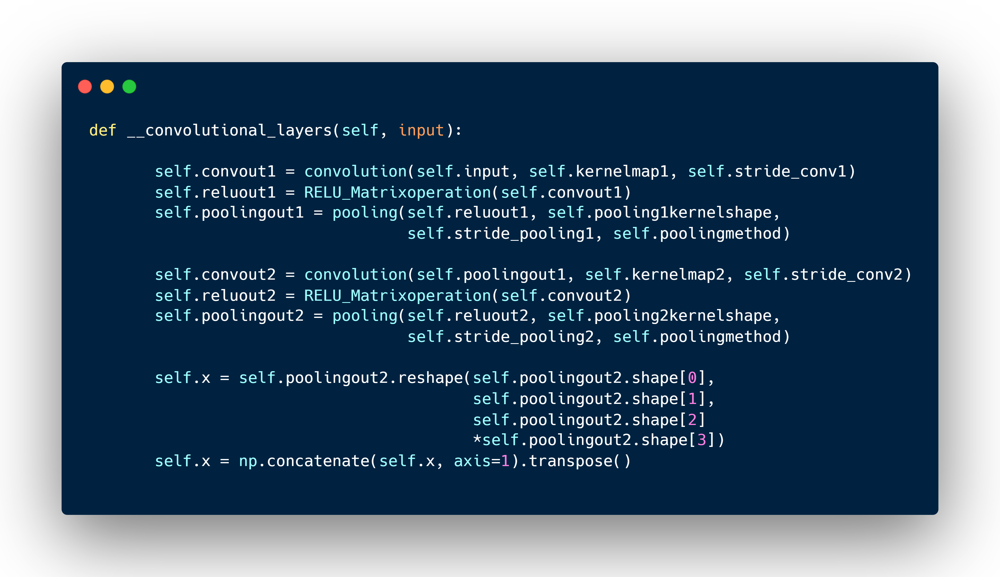 def __convolutional_layers(self, input):
self.convout1 = convolution(self.input, self.kernelmap1, self.stride_conv1)
self.reluout1 = RELU_Matrixoperation(self.convout1)
self.poolingout1 = pooling(self.reluout1, self.pooling1kernelshape,
self.stride_pooling1, self.poolingmethod)
self.convout2 = convolution(self.poolingout1, self.kernelmap2, self.stride_conv2)
self.reluout2 = RELU_Matrixoperation(self.convout2)
self.poolingout2 = pooling(self.reluout2, self.pooling2kernelshape,
self.stride_pooling2, self.poolingmethod)
self.x = self.poolingout2.reshape(self.poolingout2.shape[0],
self.poolingout2.shape[1],
self.poolingout2.shape[2]
*self.poolingout2.shape[3])
self.x = np.concatenate(self.x, axis=1).transpose()